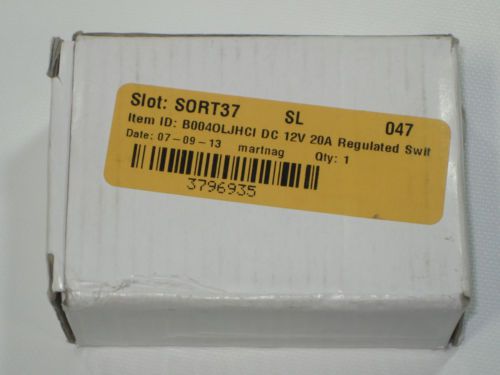 Slot: SORT37 SL 047
Item ID: B004OLJHCI DC 12V 20A Regulated Swit
Date: 07-09-13 martnag Qty: 1
3796935